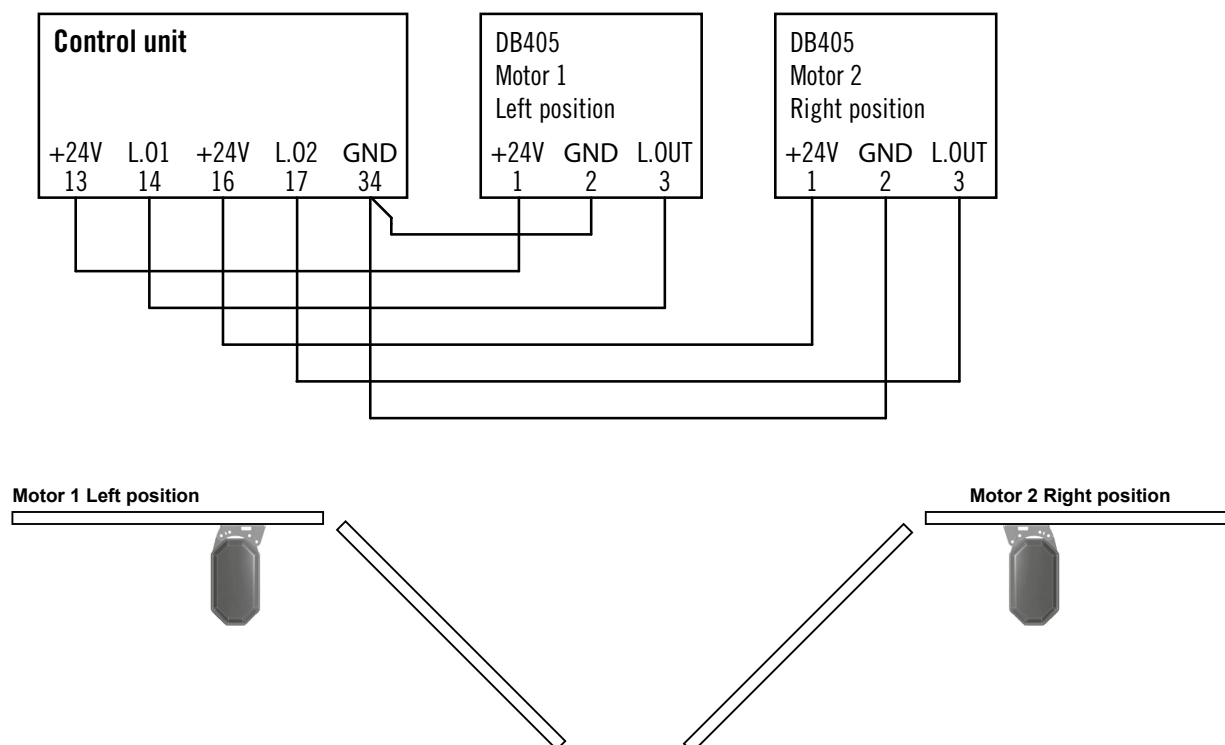 Control unit
+24V L.O1 +24V L.O2 GND
13 14 16 17 34
DB405
Motor 1
Left position
+24V GND L.OUT
1 2 3
DB405
Motor 2
Right position
+24V GND L.OUT
1 2 3
Motor 1 Left position
Motor 2 Right position